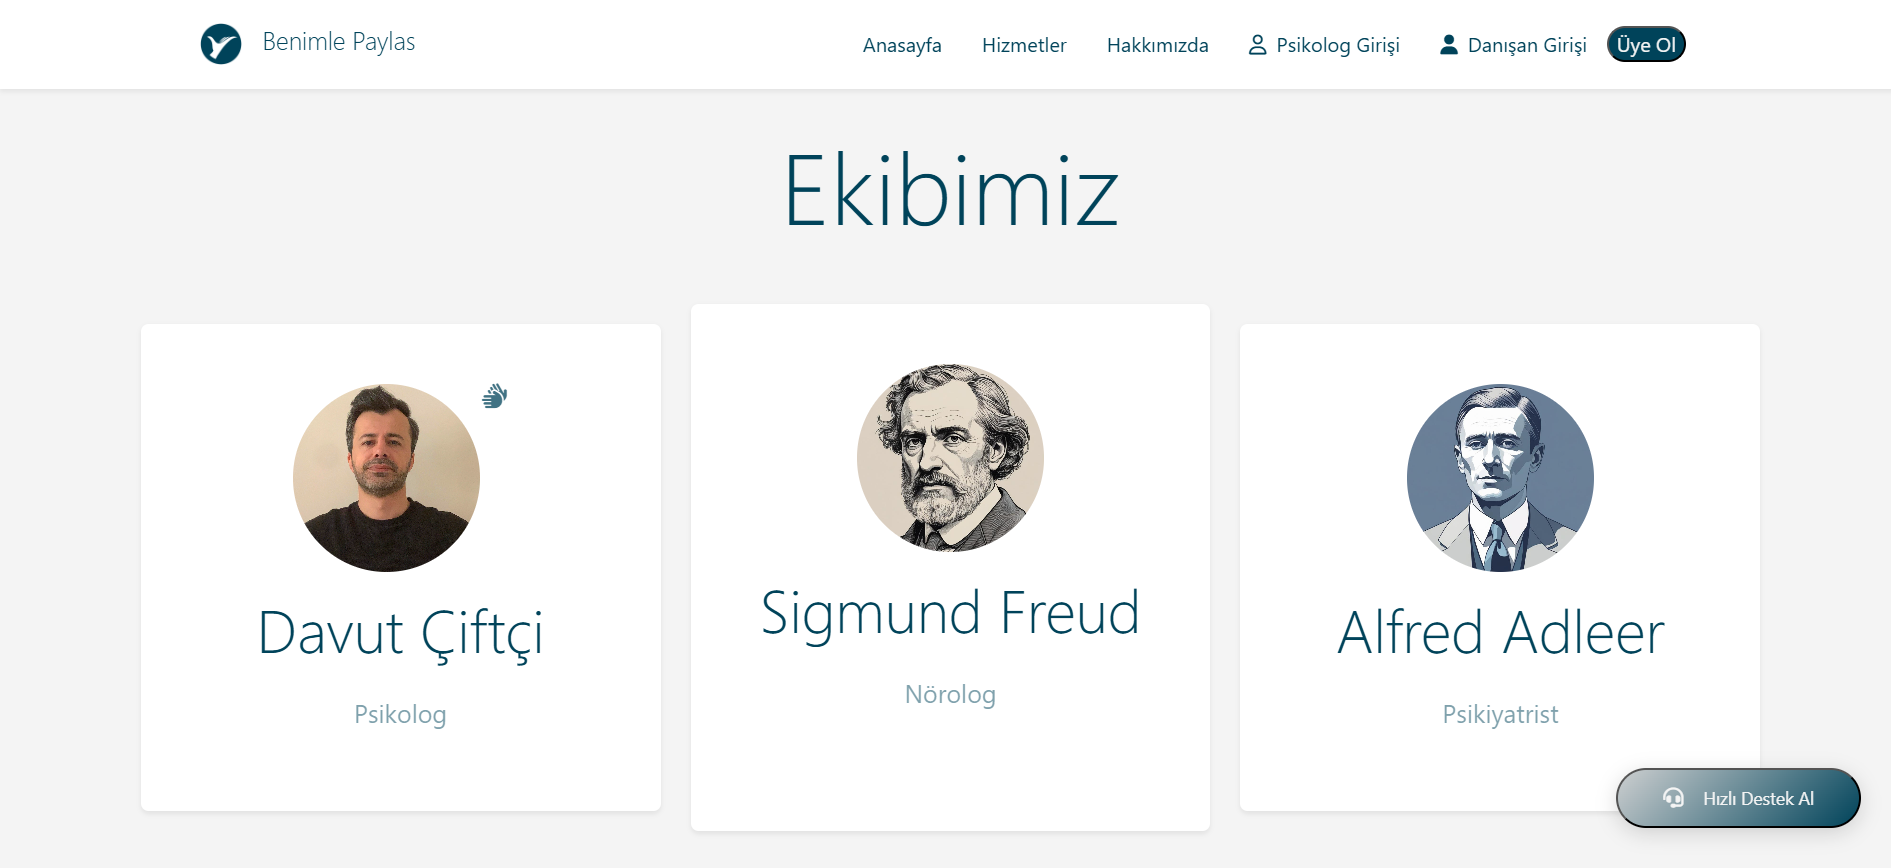 Benimle Paylas
Anasayfa
Hizmetler
Hakkımızda
Psikolog Girişi
Danışan Girişi
Üye Ol
Ekibimiz
Davut Çiftçi
Psikolog
Sigmund Freud
Nörolog
Alfred Adleer
Psikiyatrist
Hızlı Destek Al